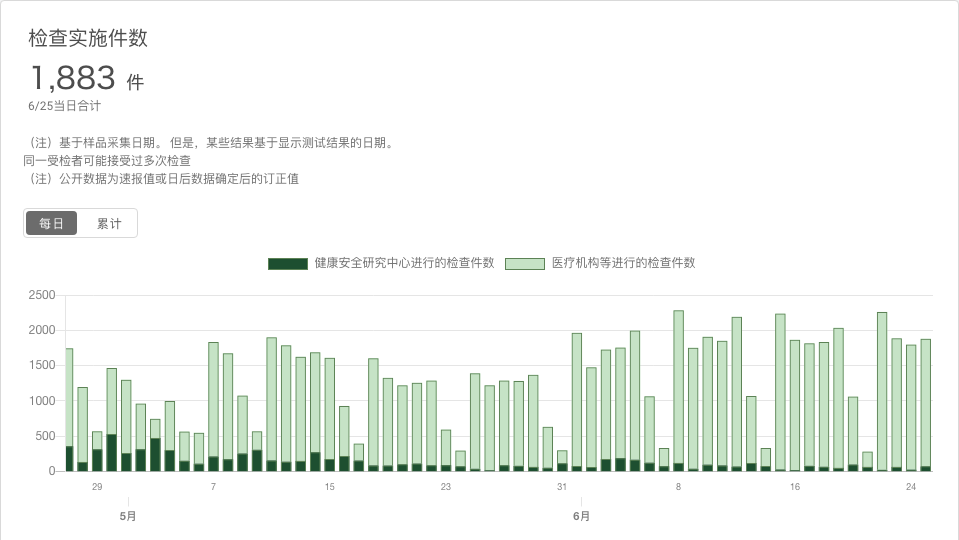 检查实施件数
1,883 件
6/25当日合计
（注）基于样品采集日期。 但是，某些结果基于显示测试结果的日期。
同一受检者可能接受过多次检查
（注）公开数据为速报值或日后数据确定后的订正值
每日 累计
健康安全研究中心进行的检查件数 医疗机构等进行的检查件数
2500
2000
1500
1000
500
0
29 7 15 23 31 8 16 24
5月 6月